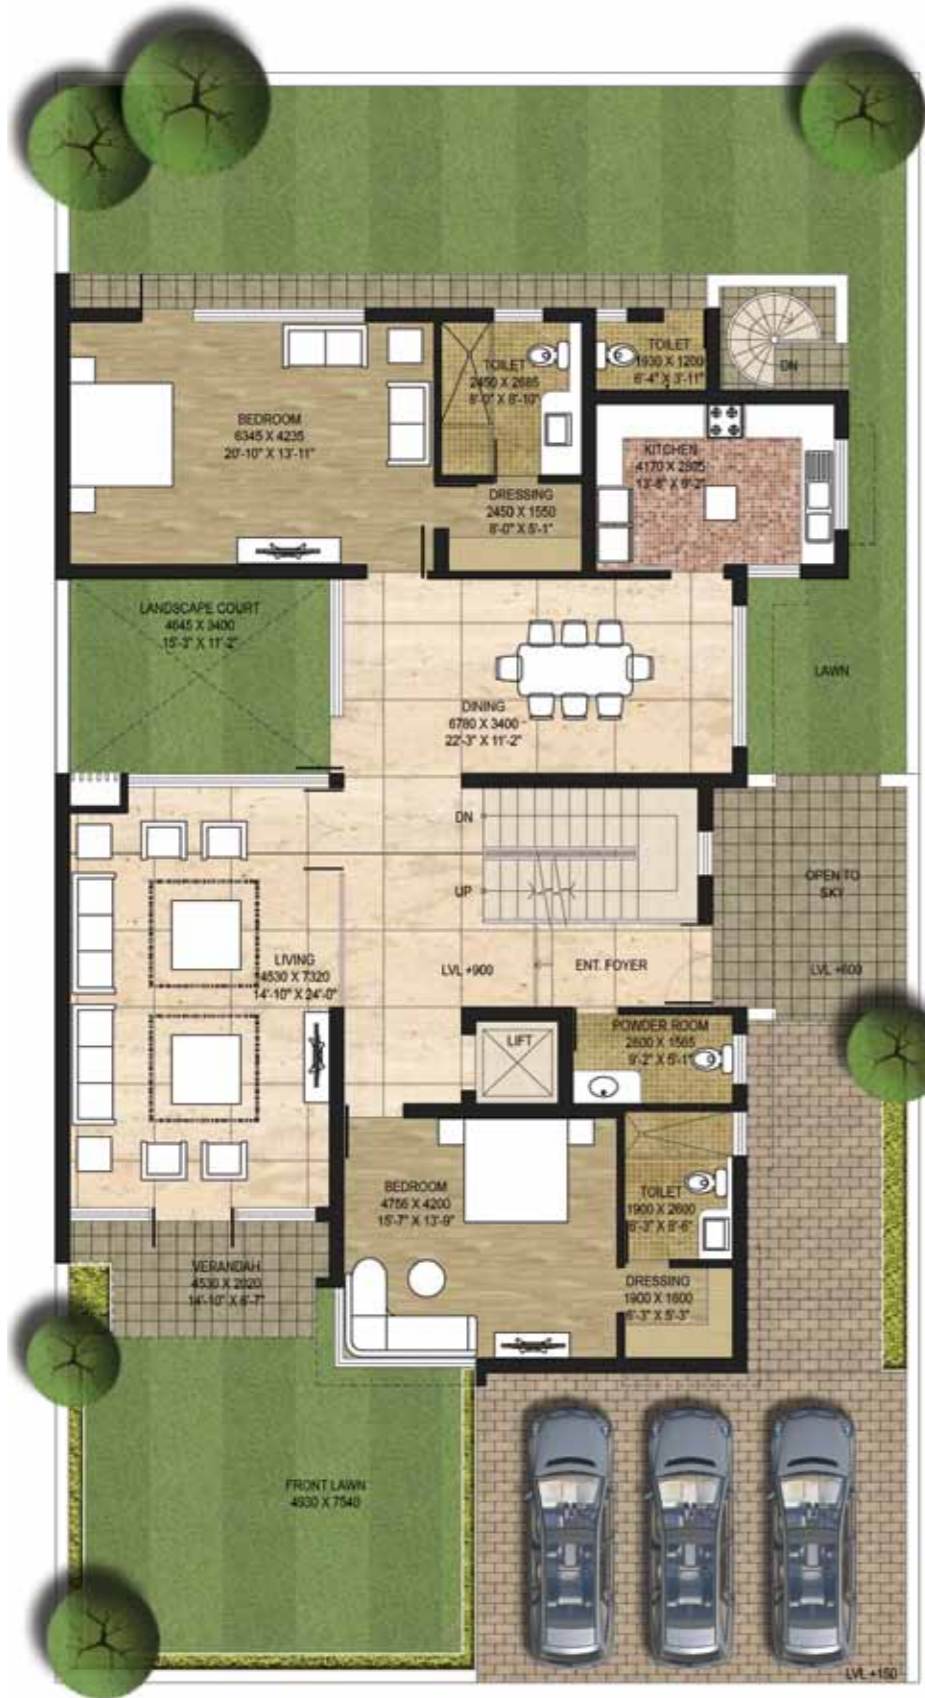 TOILET
1930 X 1200
6'-4" X 3'-11"
DN
TOILET
2450 X 2685
8'-0" X 8'-10"
BEDROOM
6345 X 4235
20'-10" X 13'-11"
KITCHEN
4170 X 2805
13'-8" X 9'-2"
DRESSING
2450 X 1550
8'-0" X 5'-1"
LANDSCAPE COURT
4645 X 3400
15'-3" X 11'-2"
LAWN
DINING
6780 X 3400
22'-3" X 11'-2"
DN
UP
OPEN TO
SKY
LIVING
4530 X 7320
14'-10" X 24'-0"
LVL +900
ENT. FOYER
LVL +600
LIFT
POWDER ROOM
2800 X 1565
9'-2" X 5'-1"
BEDROOM
4756 X 4200
15'-7" X 13'-9"
TOILET
1900 X 2600
6'-3" X 8'-6"
VERANDAH
4530 X 2020
14'-10" X 6'-7"
DRESSING
1900 X 1600
6'-3" X 5'-3"
FRONT LAWN
4930 X 7540
LVL +150